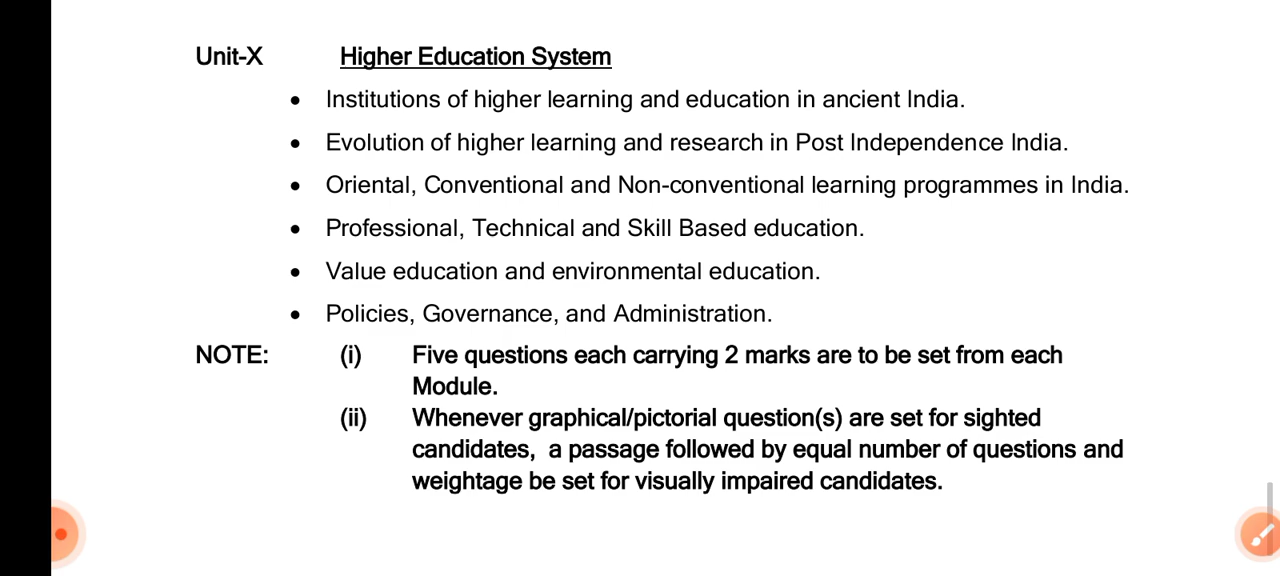 Unit-X Higher Education System
• Institutions of higher learning and education in ancient India.
• Evolution of higher learning and research in Post Independence India.
• Oriental, Conventional and Non-conventional learning programmes in India.
• Professional, Technical and Skill Based education.
• Value education and environmental education.
• Policies, Governance, and Administration.
NOTE: (i) Five questions each carrying 2 marks are to be set from each
Module.
(ii) Whenever graphical/pictorial question(s) are set for sighted
candidates, a passage followed by equal number of questions and
weightage be set for visually impaired candidates.